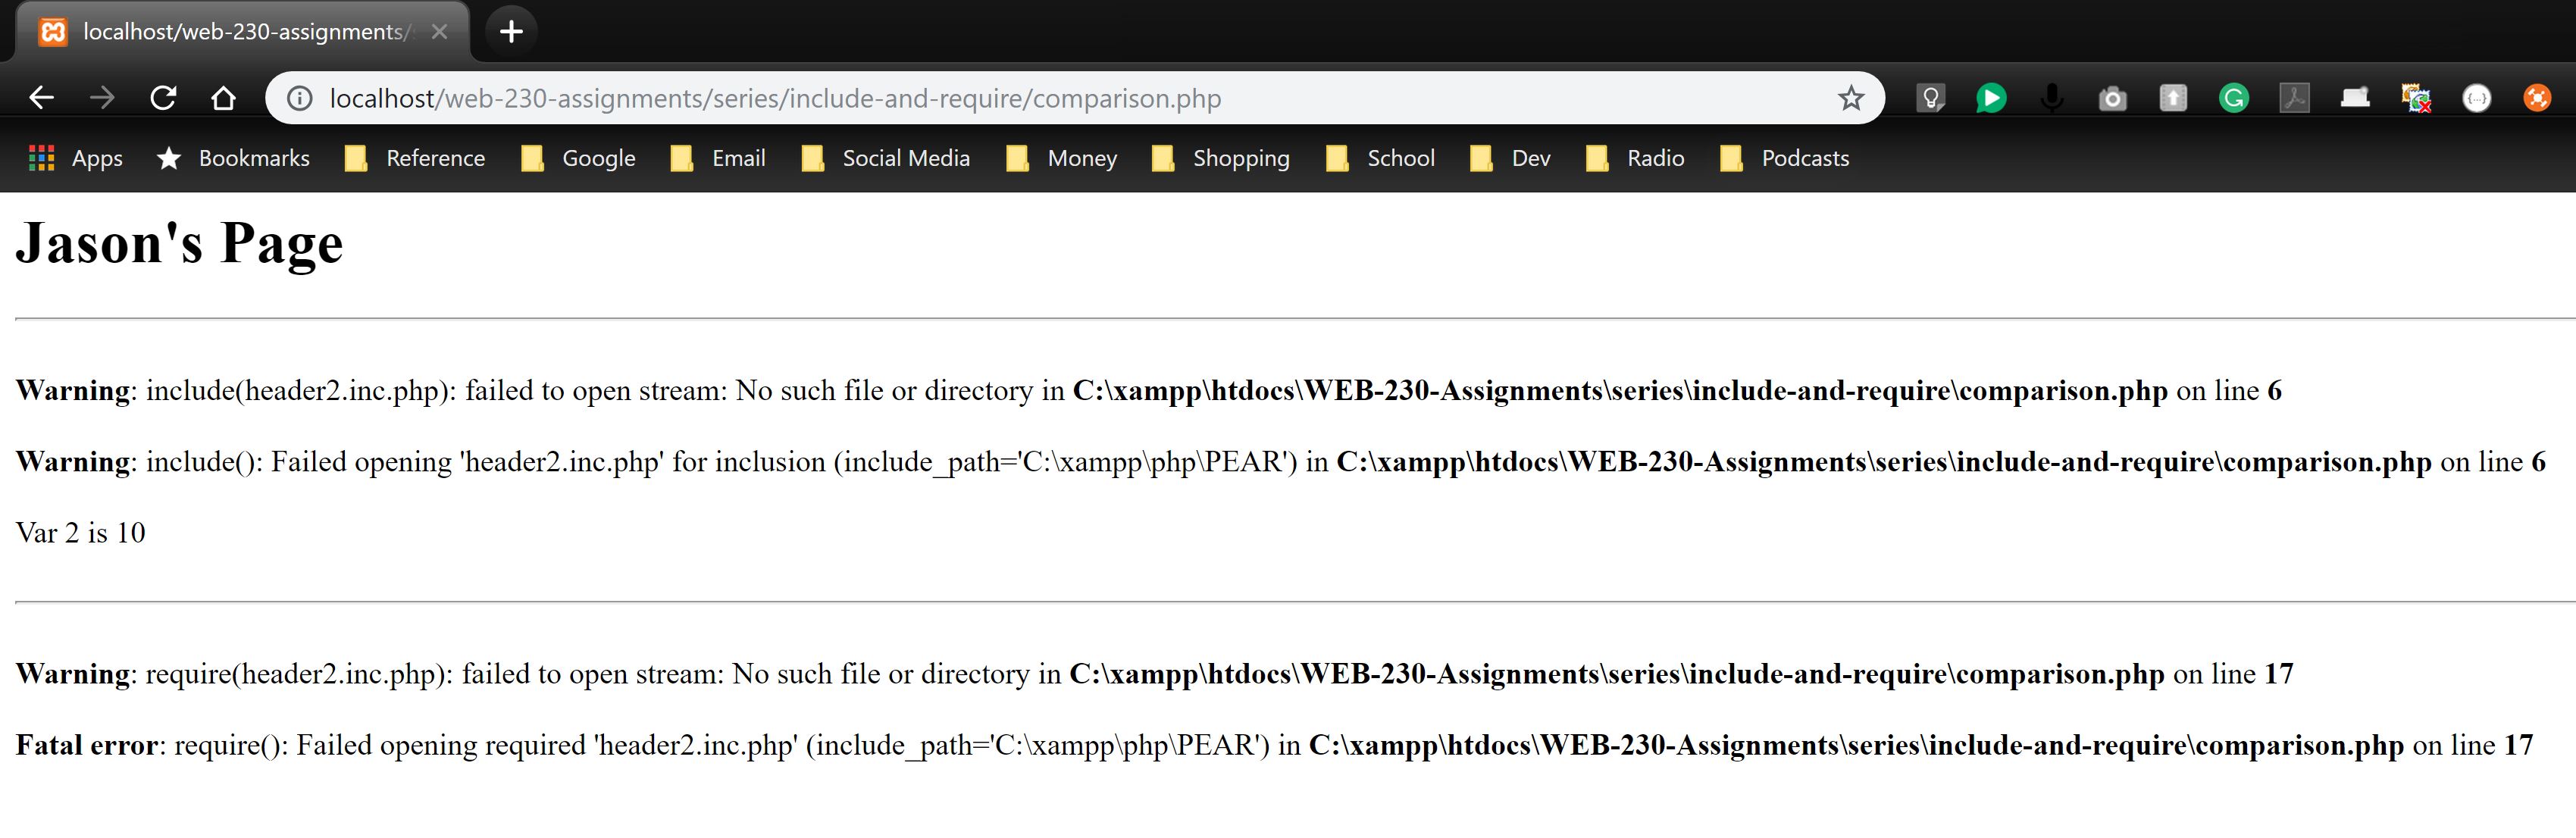 localhost/web-230-assignments/
localhost/web-230-assignments/series/include-and-require/comparison.php
Apps Bookmarks Reference Google Email Social Media Money Shopping School Dev Radio Podcasts
Jason's Page
Warning: include(header2.inc.php): failed to open stream: No such file or directory in C:\xampp\htdocs\WEB-230-Assignments\series\include-and-require\comparison.php on line 6
Warning: include(): Failed opening 'header2.inc.php' for inclusion (include_path='C:\xampp\php\PEAR') in C:\xampp\htdocs\WEB-230-Assignments\series\include-and-require\comparison.php on line 6
Var 2 is 10
Warning: require(header2.inc.php): failed to open stream: No such file or directory in C:\xampp\htdocs\WEB-230-Assignments\series\include-and-require\comparison.php on line 17
Fatal error: require(): Failed opening required 'header2.inc.php' (include_path='C:\xampp\php\PEAR') in C:\xampp\htdocs\WEB-230-Assignments\series\include-and-require\comparison.php on line 17